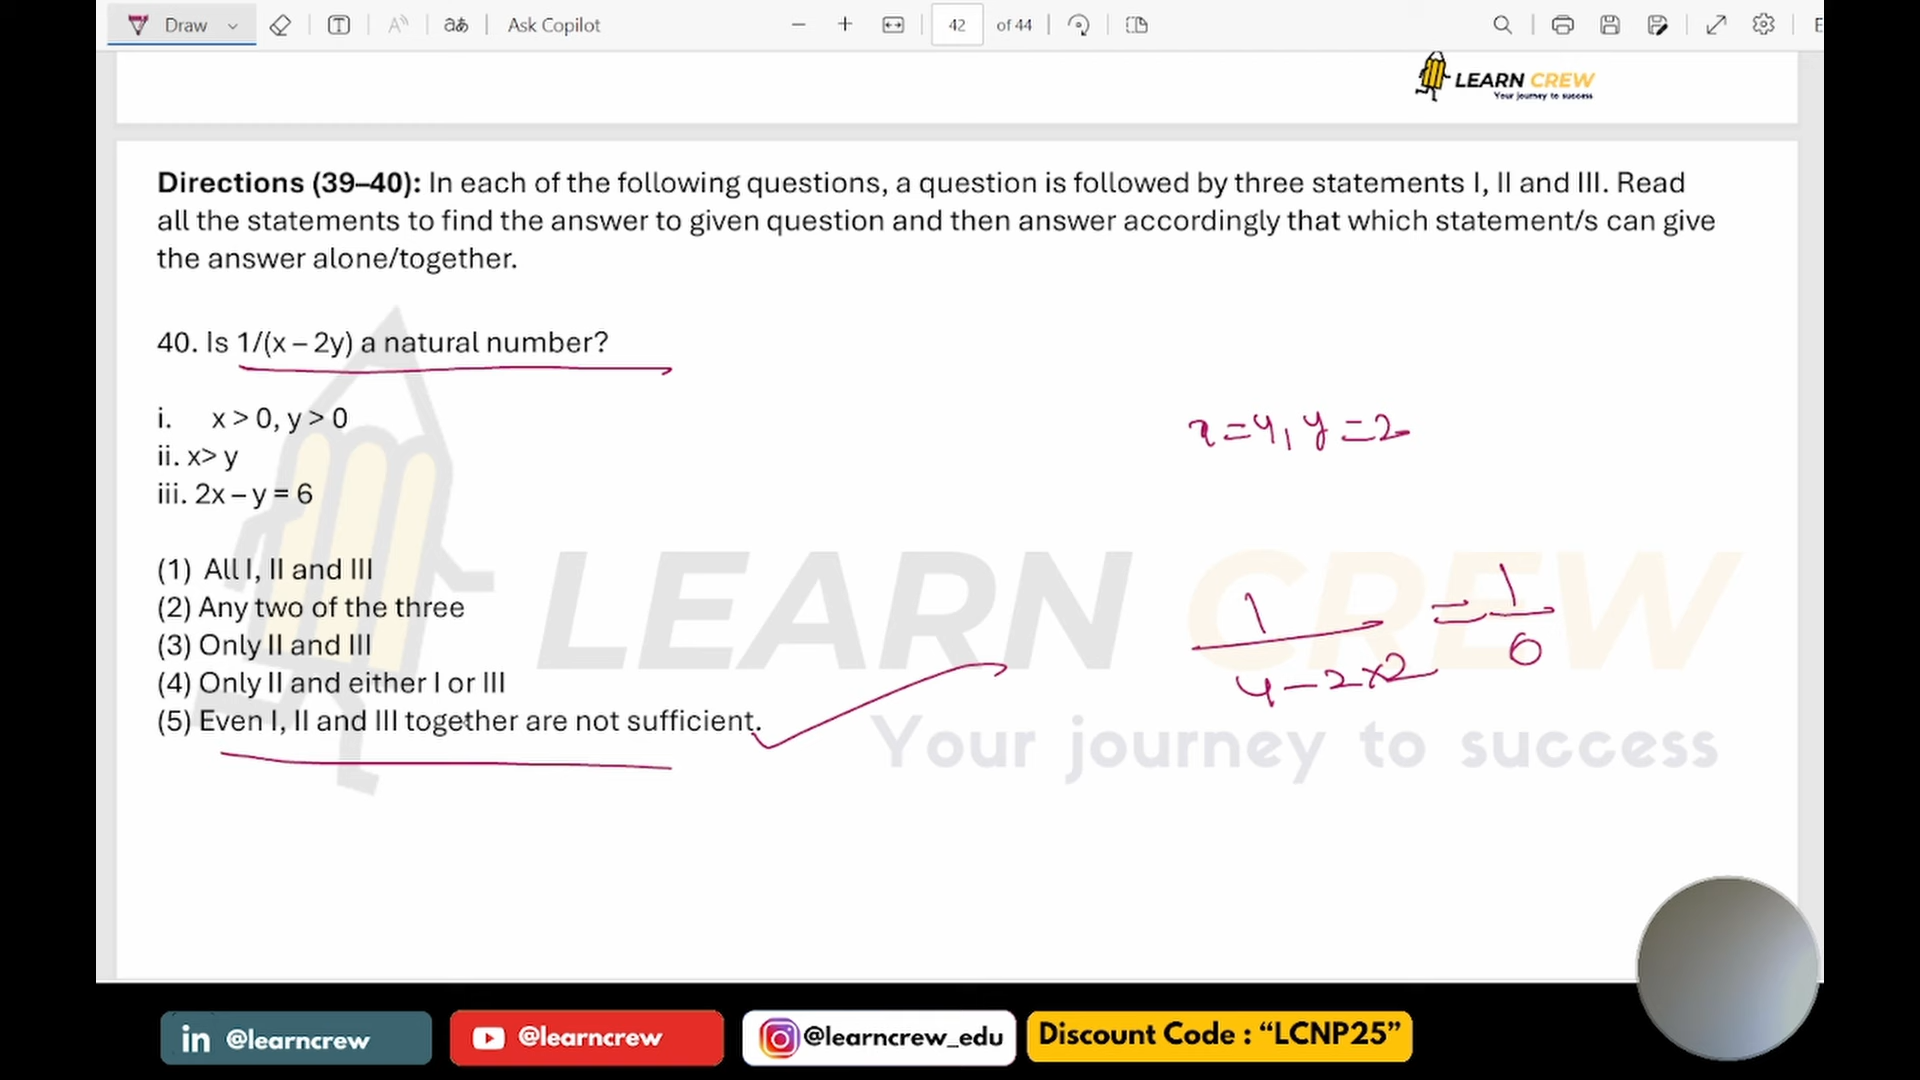 Draw
A
aあ
Ask Copilot
42
of 44
LEARN CREW
Your journey to success
Directions (39–40): In each of the following questions, a question is followed by three statements I, II and III. Read
all the statements to find the answer to given question and then answer accordingly that which statement/s can give
the answer alone/together.
40. Is 1/(x – 2y) a natural number?
i. x > 0, y > 0
ii. x> y
iii. 2x – y = 6
x=4, y=2
(1) All I, II and III
(2) Any two of the three
(3) Only II and III
(4) Only II and either I or III
(5) Even I, II and III together are not sufficient.
1/4-2x2 = 1/0
LEARN CREW
Your journey to success
in @learncrew
@learncrew
@learncrew_edu
Discount Code : “LCNP25”